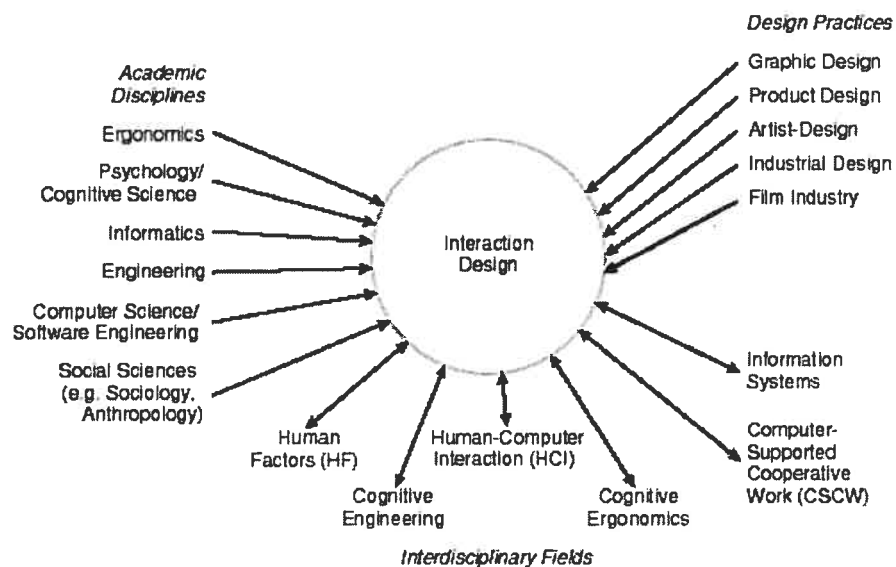 Design Practices
Graphic Design
Product Design
Artist-Design
Industrial Design
Film Industry
Academic
Disciplines
Ergonomics
Psychology/
Cognitive Science
Informatics
Engineering
Computer Science/
Software Engineering
Social Sciences
(e.g. Sociology,
Anthropology)
Interaction
Design
Human
Factors (HF)
Cognitive
Engineering
Human-Computer
Interaction (HCI)
Cognitive
Ergonomics
Information
Systems
Computer-
Supported
Cooperative
Work (CSCW)
Interdisciplinary Fields